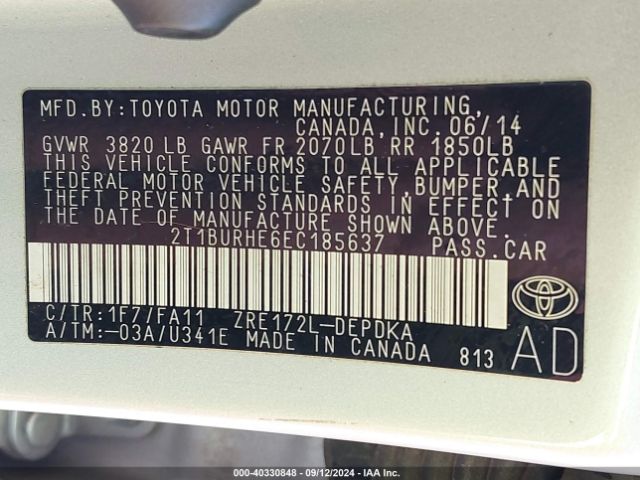 MFD.BY:TOYOTA MOTOR MANUFACTURING,
CANADA,INC.06/14
GVWR 3820 LB GAWR FR 2070LB RR 1850LB
THIS VEHICLE CONFORMS TO ALL APPLICABLE
FEDERAL MOTOR VEHICLE SAFETY,BUMPER,AND
THEFT PREVENTION STANDARDS IN EFFECT ON
THE DATE OF MANUFACTURE SHOWN ABOVE.
2T1BURHE6EC185637 PASS.CAR
C/TR:1F7/FA11 ZRE172L-DEPDKA
A/TM:-03A/U341E MADE IN CANADA 813
AD
000-40330848 - 09/12/2024 - IAA Inc.